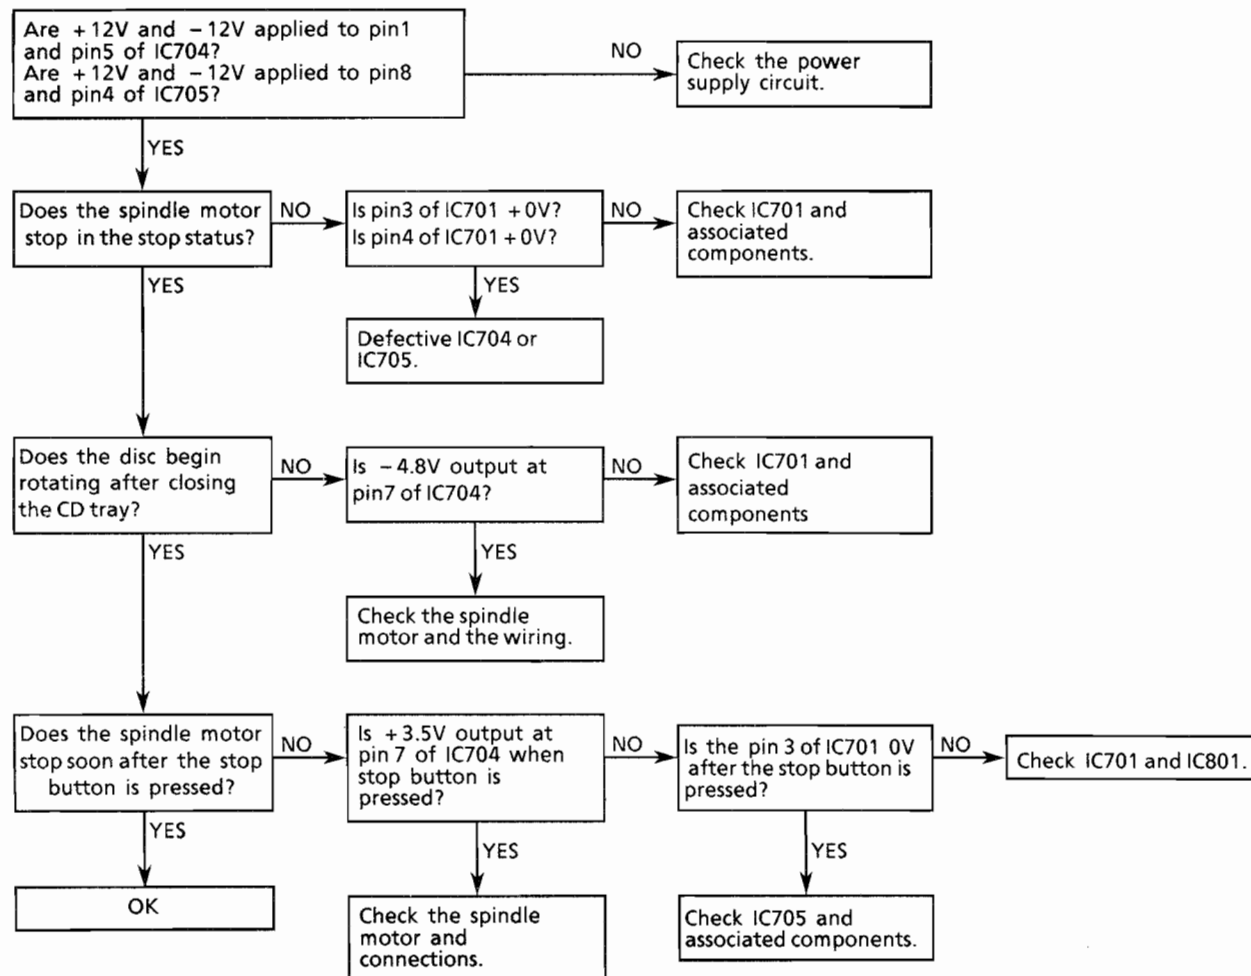 Are +12V and −12V applied to pin1
and pin5 of IC704?
Are +12V and −12V applied to pin8
and pin4 of IC705?
NO
Check the power
supply circuit.
YES
Does the spindle motor
stop in the stop status?
NO
Is pin3 of IC701 +0V?
Is pin4 of IC701 +0V?
NO
Check IC701 and
associated
components.
YES
YES
Defective IC704 or
IC705.
Does the disc begin
rotating after closing
the CD tray?
NO
Is −4.8V output at
pin7 of IC704?
NO
Check IC701 and
associated
components
YES
YES
Check the spindle
motor and the wiring.
Does the spindle motor
stop soon after the stop
button is pressed?
NO
Is +3.5V output at
pin 7 of IC704 when
stop button is
pressed?
NO
Is the pin 3 of IC701 0V
after the stop button is
pressed?
NO
Check IC701 and IC801.
YES
YES
YES
OK
Check the spindle
motor and
connections.
Check IC705 and
associated components.